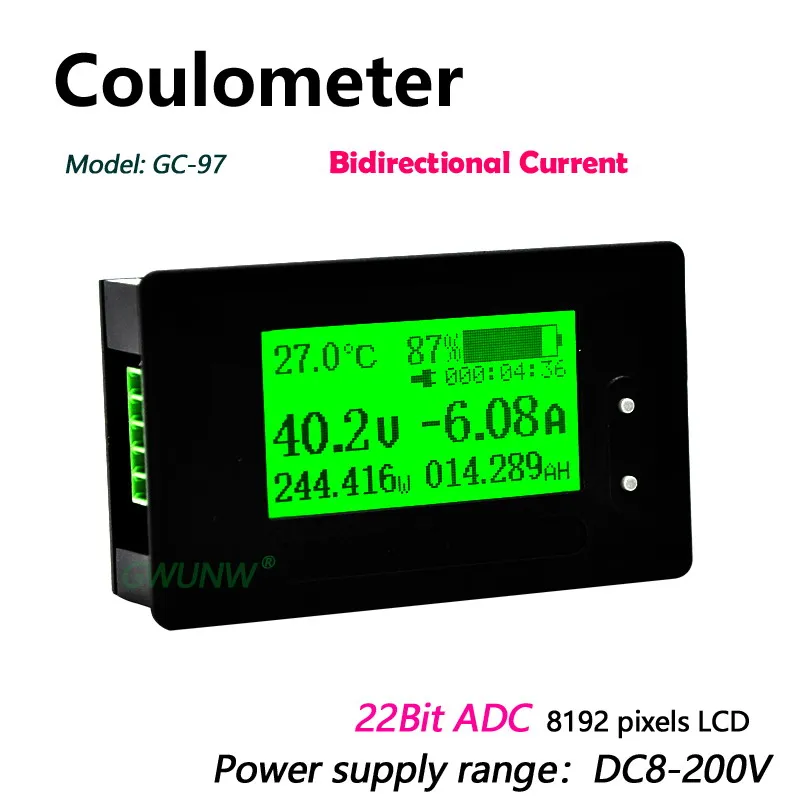 Coulometer
Model: GC-97 Bidirectional Current
27.0°C 87%
000:04:36
40.2V -6.08A
244.416W 014.289AH
GWUNW®
22Bit ADC 8192 pixels LCD
Power supply range: DC8-200V